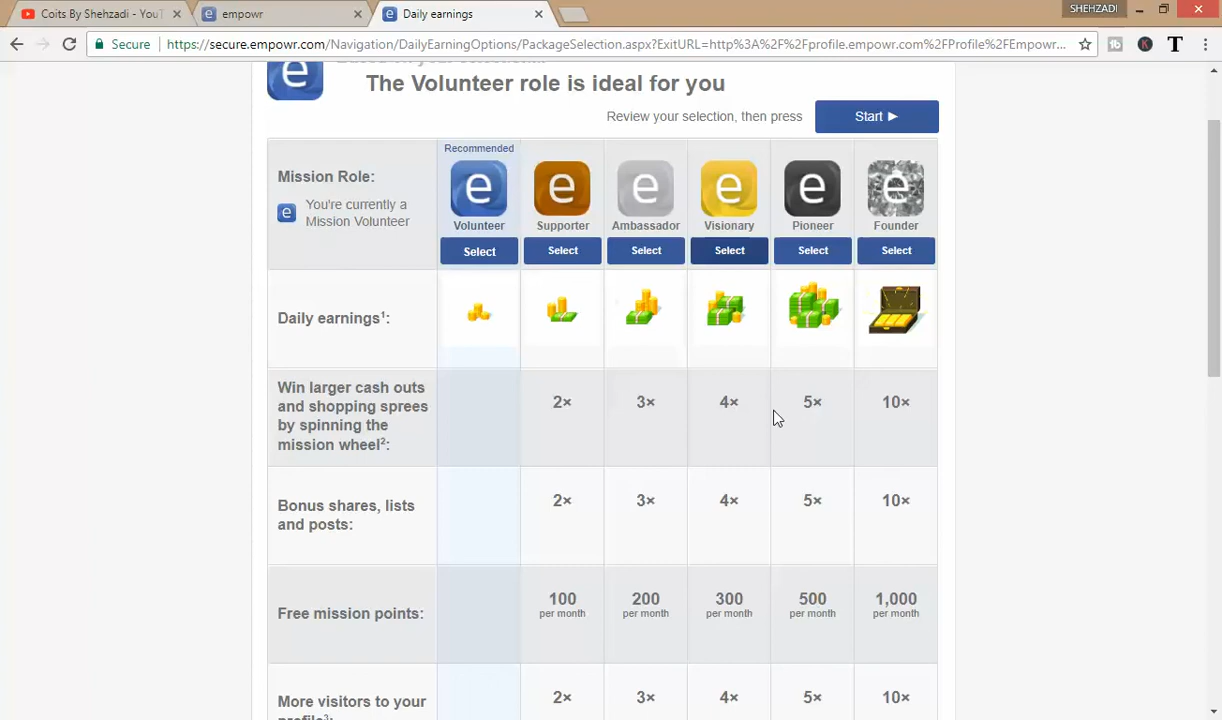 Coits By Shehzadi - YouT
empowr
Daily earnings
SHEHZADI
Secure
https://secure.empowr.com/Navigation/DailyEarningOptions/PackageSelection.aspx?ExitURL=http%3A%2F%2Fprofile.empowr.com%2FProfile%2FEmpowr...
The Volunteer role is ideal for you
Review your selection, then press
Start
Mission Role:
You're currently a
Mission Volunteer
Recommended
e e e e e e
Volunteer Supporter Ambassador Visionary Pioneer Founder
Select Select Select Select Select Select
Daily earnings¹:
Win larger cash outs
and shopping sprees
by spinning the
mission wheel²:
2× 3× 4× 5× 10×
Bonus shares, lists
and posts:
2× 3× 4× 5× 10×
Free mission points:
100 200 300 500 1,000
per month per month per month per month per month
More visitors to your
profile³:
2× 3× 4× 5× 10×